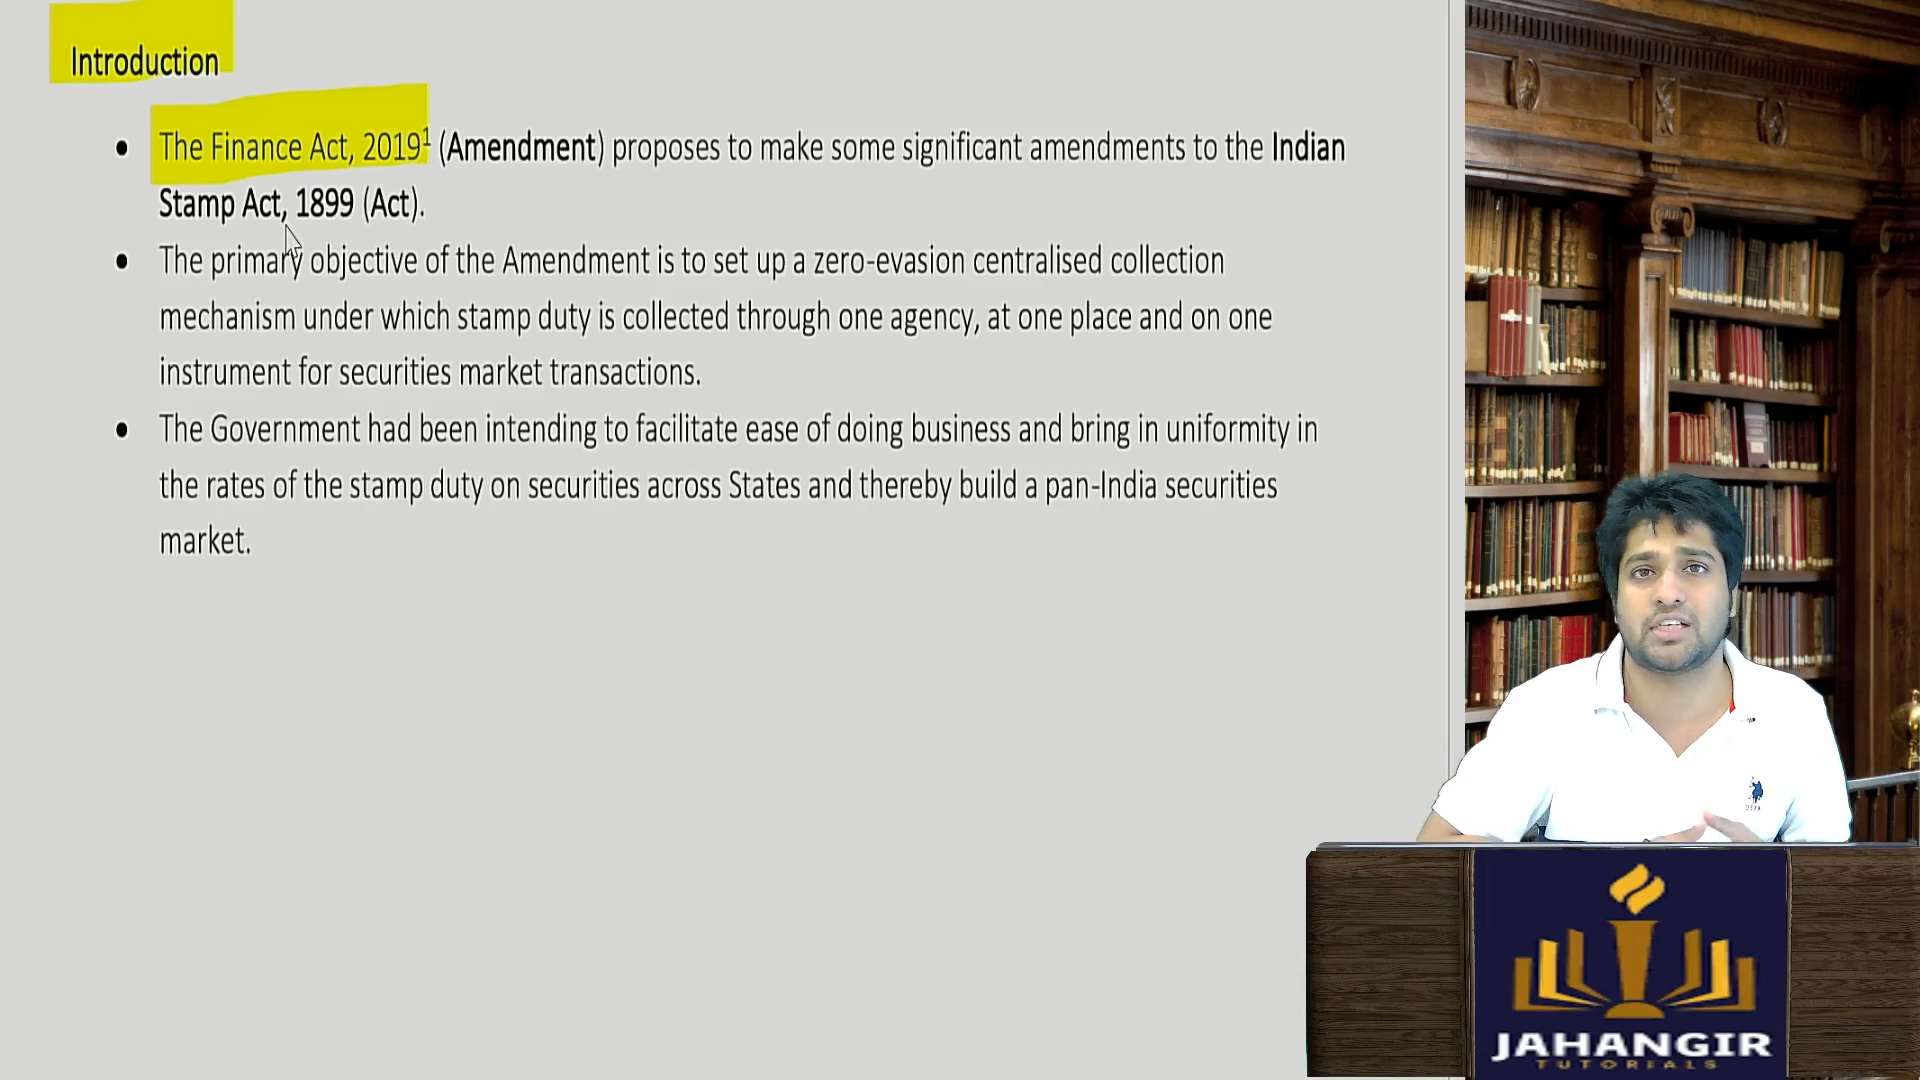 Introduction
• The Finance Act, 2019¹ (Amendment) proposes to make some significant amendments to the Indian
Stamp Act, 1899 (Act).
• The primary objective of the Amendment is to set up a zero-evasion centralised collection
mechanism under which stamp duty is collected through one agency, at one place and on one
instrument for securities market transactions.
• The Government had been intending to facilitate ease of doing business and bring in uniformity in
the rates of the stamp duty on securities across States and thereby build a pan-India securities
market.
JAHANGIR
TUTORIALS